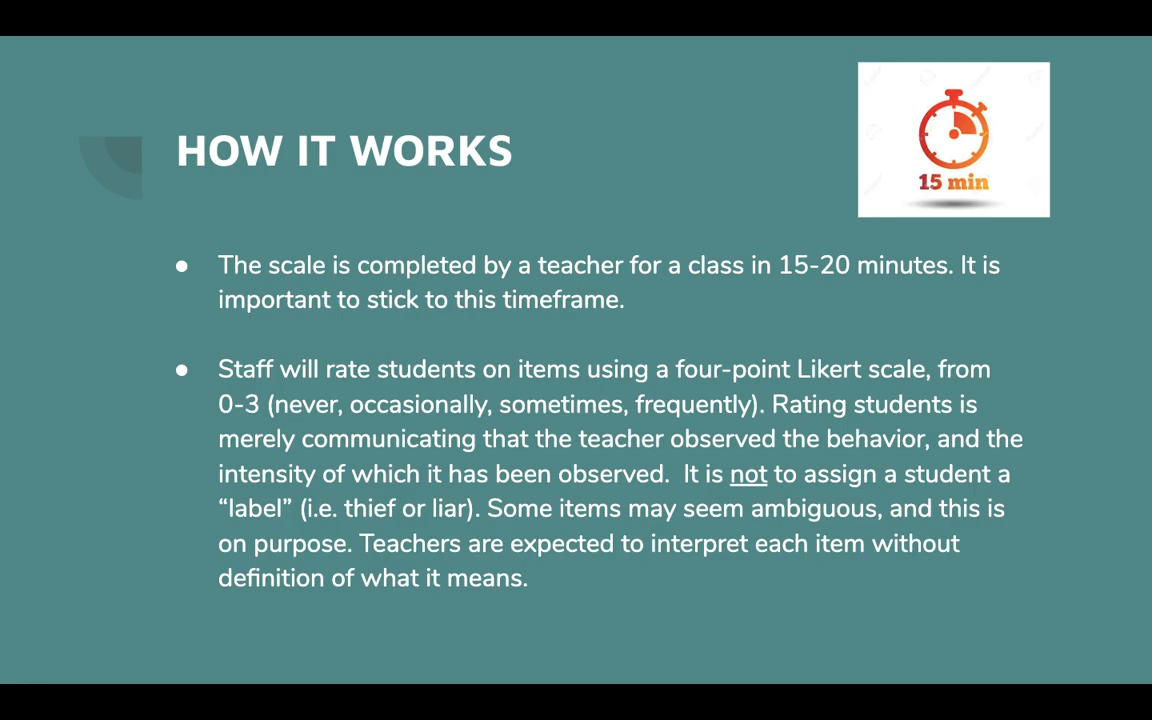 HOW IT WORKS
15 min
● The scale is completed by a teacher for a class in 15-20 minutes. It is
important to stick to this timeframe.
● Staff will rate students on items using a four-point Likert scale, from
0-3 (never, occasionally, sometimes, frequently). Rating students is
merely communicating that the teacher observed the behavior, and the
intensity of which it has been observed.  It is not to assign a student a
“label” (i.e. thief or liar). Some items may seem ambiguous, and this is
on purpose. Teachers are expected to interpret each item without
definition of what it means.